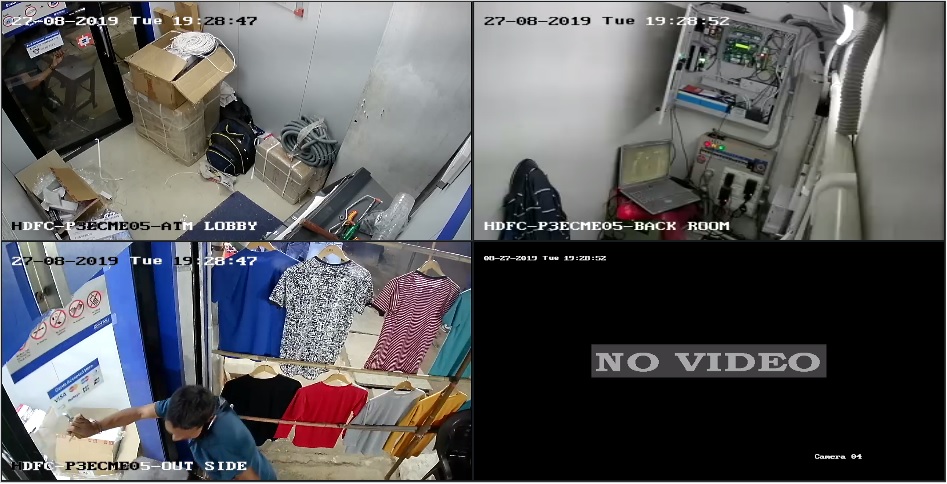 27-08-2019 Tue 19:28:47
HDFC-P3ECME05-ATM LOBBY
27-08-2019 Tue 19:28:52
HDFC-P3ECME05-BACK ROOM
27-08-2019 Tue 19:28:47
VISA
HDFC-P3ECME05-OUT SIDE
08-27-2019 Tue 19:28:52
NO VIDEO
Camera 04